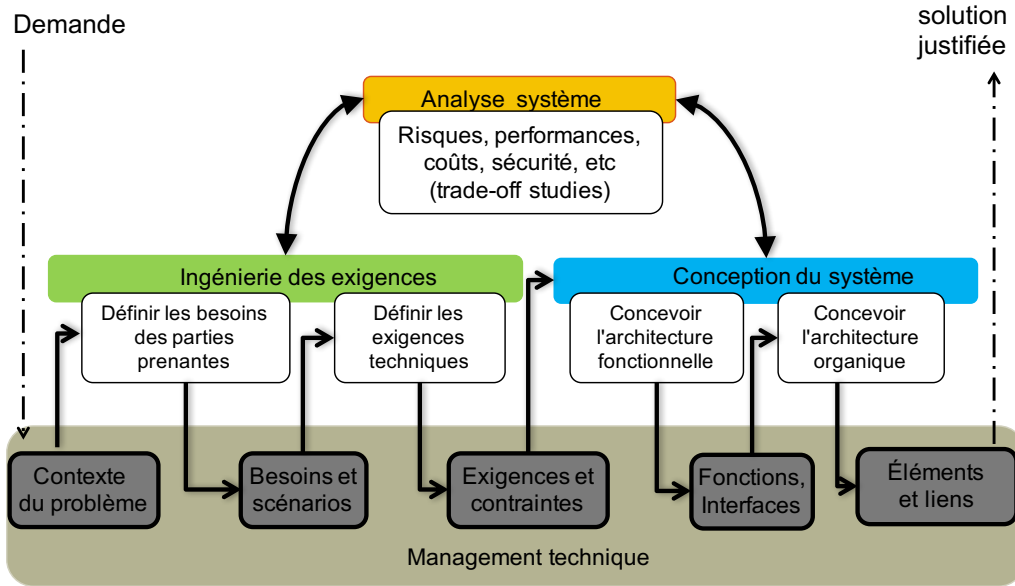 Demande
solution
justifiée
Analyse système
Risques, performances,
coûts, sécurité, etc
(trade-off studies)
Ingénierie des exigences
Conception du système
Définir les besoins
des parties
prenantes
Définir les
exigences
techniques
Concevoir
l'architecture
fonctionnelle
Concevoir
l'architecture
organique
Contexte
du problème
Besoins et
scénarios
Exigences et
contraintes
Fonctions,
Interfaces
Éléments
et liens
Management technique